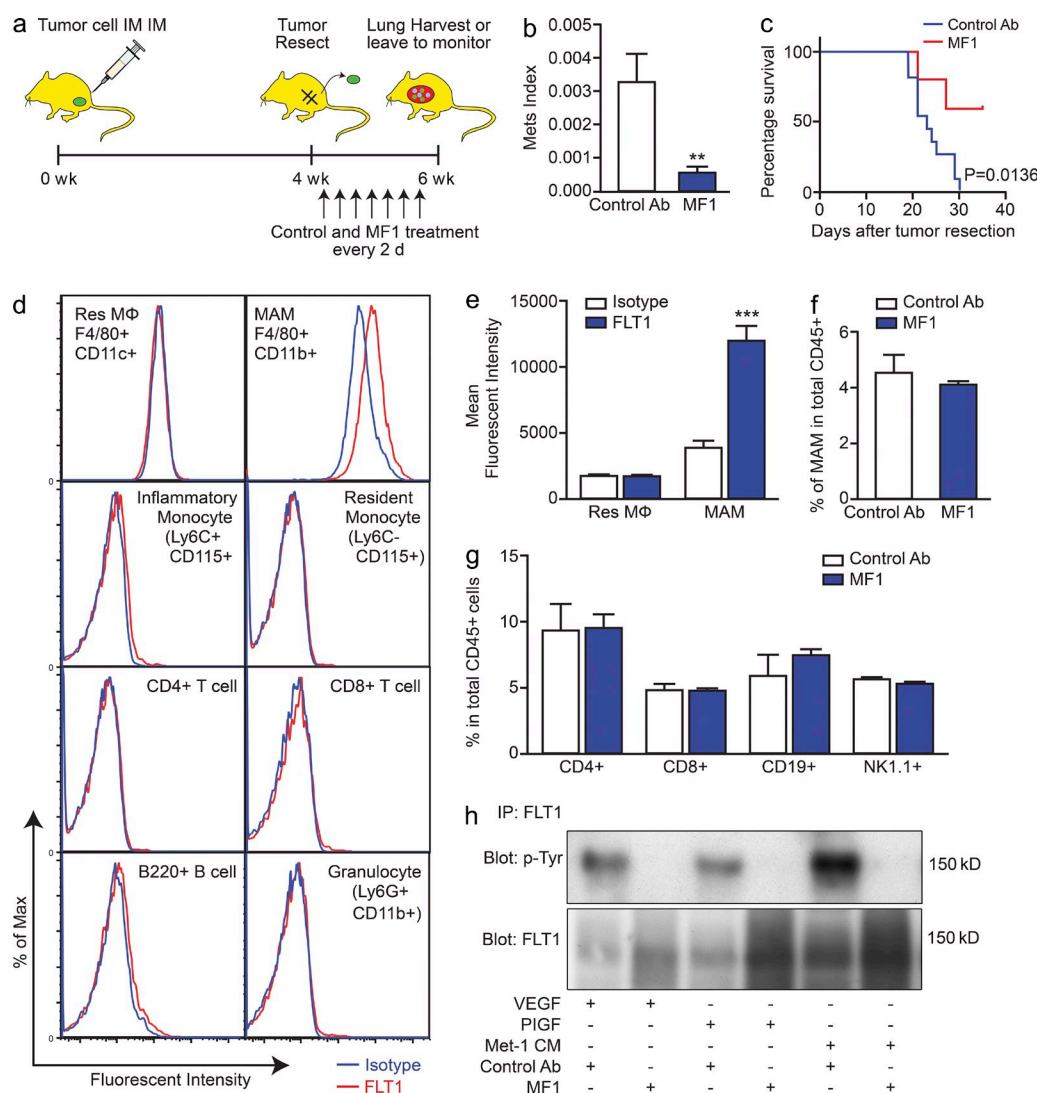 a
Tumor cell IM IM
Tumor
Resect
Lung Harvest or
leave to monitor
0 wk
4 wk
6 wk
Control and MF1 treatment
every 2 d
b
Mets Index
0.005
0.004
0.003
0.002
0.001
0.000
**
Control Ab
MF1
c
Control Ab
MF1
Percentage survival
100
50
0
P=0.0136
0
10
20
30
40
Days after tumor resection
d
Res MΦ
F4/80+
CD11c+
MAM
F4/80+
CD11b+
0
Inflammatory
Monocyte
(Ly6C+
CD115+
Resident
Monocyte
(Ly6C-
CD115+)
0
CD4+ T cell
CD8+ T cell
0
B220+ B cell
Granulocyte
(Ly6G+
CD11b+)
0
% of Max
Fluorescent Intensity
Isotype
FLT1
e
Isotype
FLT1
Mean
Fluorescent Intensity
15000
10000
5000
0
***
Res MΦ
MAM
f
Control Ab
MF1
% of MAM in total CD45+
6
4
2
0
Control Ab
MF1
g
Control Ab
MF1
% in total CD45+ cells
15
10
5
0
CD4+
CD8+
CD19+
NK1.1+
h
IP: FLT1
Blot: p-Tyr
150 kD
Blot: FLT1
150 kD
VEGF + + - - - -
PlGF - - + + - -
Met-1 CM - - - - + +
Control Ab + - + - + -
MF1 - + - + - +